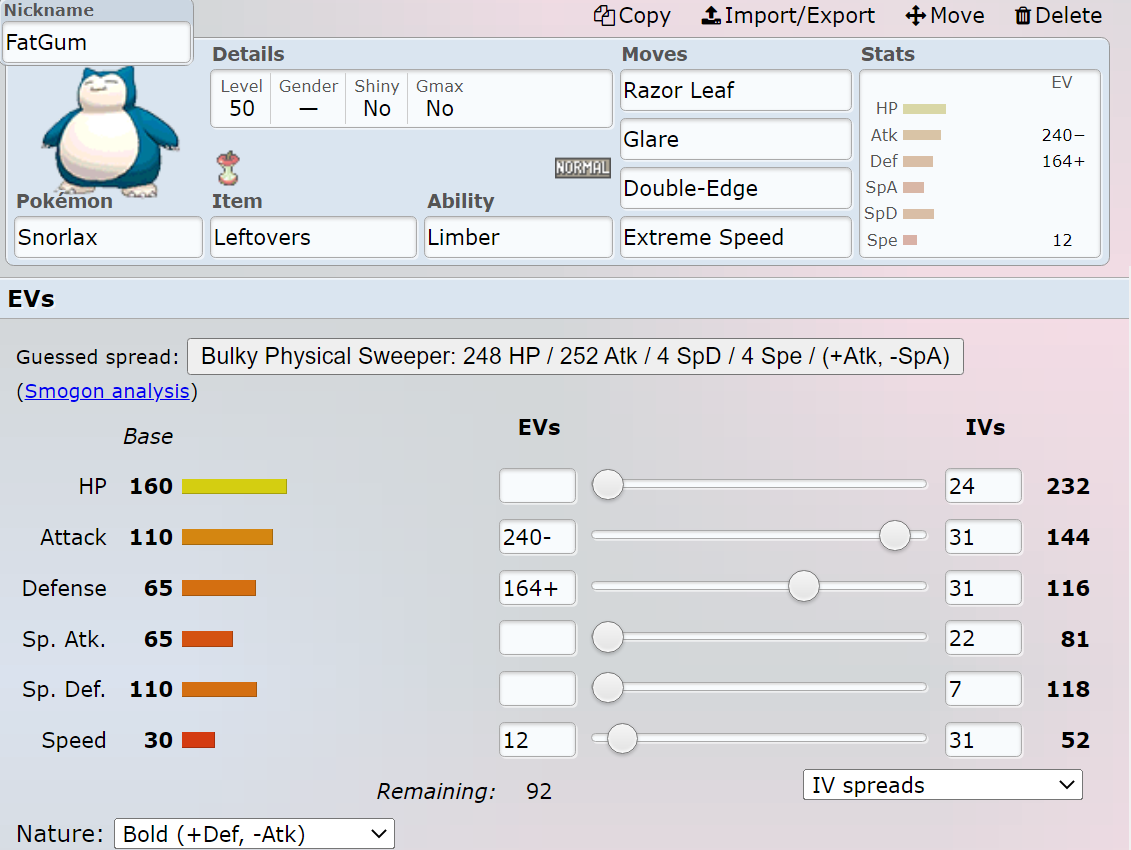 Nickname
FatGum
Copy Import/Export Move Delete
Details
Level Gender Shiny Gmax
50 — No No
NORMAL
Pokémon
Snorlax
Item
Leftovers
Ability
Limber
Moves
Razor Leaf
Glare
Double-Edge
Extreme Speed
Stats
EV
HP
Atk 240−
Def 164+
SpA
SpD
Spe 12
EVs
Guessed spread: Bulky Physical Sweeper: 248 HP / 252 Atk / 4 SpD / 4 Spe / (+Atk, -SpA)
(Smogon analysis)
Base EVs IVs
HP 160 24 232
Attack 110 240- 31 144
Defense 65 164+ 31 116
Sp. Atk. 65 22 81
Sp. Def. 110 7 118
Speed 30 12 31 52
Remaining: 92
IV spreads
Nature: Bold (+Def, -Atk)